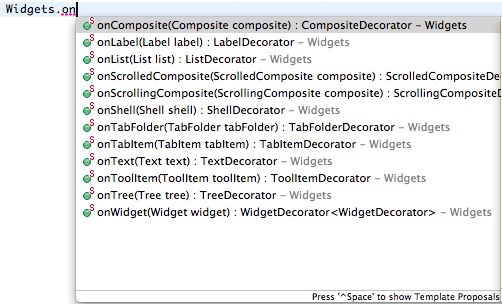 Widgets.on
S onComposite(Composite composite) : CompositeDecorator – Widgets
S onLabel(Label label) : LabelDecorator – Widgets
S onList(List list) : ListDecorator – Widgets
S onScrolledComposite(ScrolledComposite composite) : ScrolledCompositeDe
S onScrollingComposite(ScrollingComposite composite) : ScrollingComposite
S onShell(Shell shell) : ShellDecorator – Widgets
S onTabFolder(TabFolder tabFolder) : TabFolderDecorator – Widgets
S onTabItem(TabItem tabItem) : TabItemDecorator – Widgets
S onText(Text text) : TextDecorator – Widgets
S onToolItem(ToolItem toolItem) : ToolItemDecorator – Widgets
S onTree(Tree tree) : TreeDecorator – Widgets
S onWidget(Widget widget) : WidgetDecorator<WidgetDecorator> – Widgets
Press '^Space' to show Template Proposals